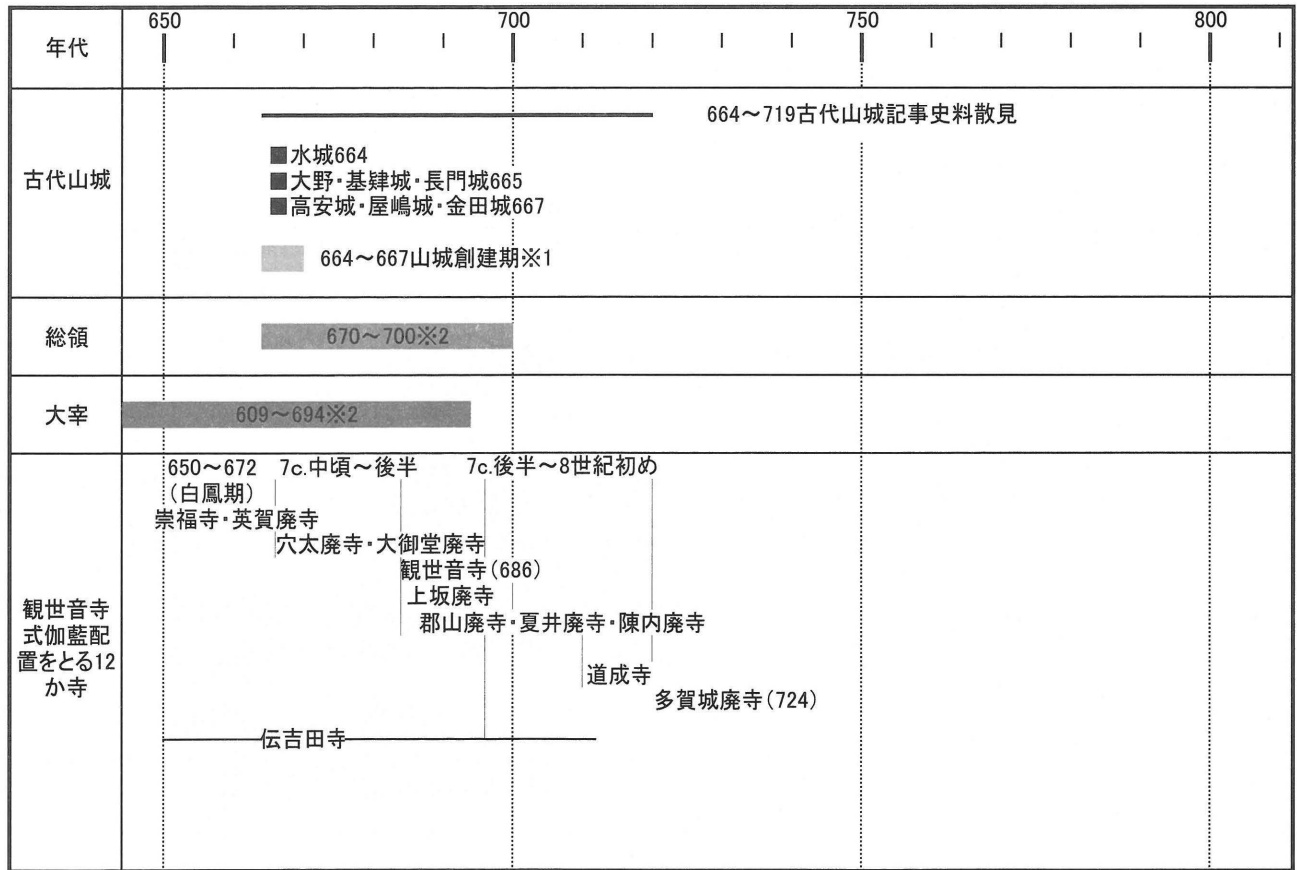 年代
650
700
750
800
古代山城
664～719古代山城記事史料散見
■水城664
■大野・基肄城・長門城665
■高安城・屋嶋城・金田城667
664～667山城創建期※1
総領
670～700※2
大宰
609～694※2
観世音寺
式伽藍配
置をとる12
か寺
650～672
(白鳳期)
7c.中頃～後半
7c.後半～8世紀初め
崇福寺・英賀廃寺
穴太廃寺・大御堂廃寺
観世音寺(686)
上坂廃寺
郡山廃寺・夏井廃寺・陳内廃寺
道成寺
多賀城廃寺(724)
伝吉田寺